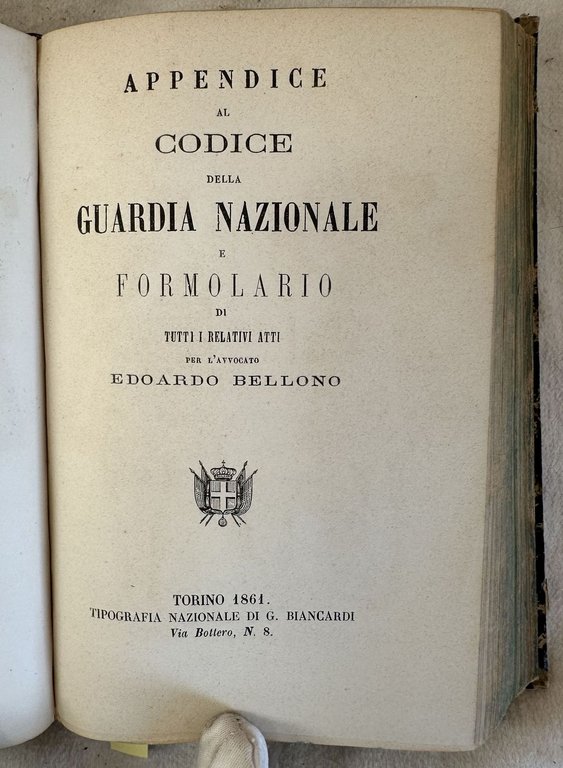 APPENDICE
AL
CODICE
DELLA
GUARDIA NAZIONALE
E
FORMOLARIO
DI
TUTTI I RELATIVI ATTI
PER L'AVVOCATO
EDOARDO BELLONO
TORINO 1861.
TIPOGRAFIA NAZIONALE DI G. BIANCARDI
Via Bottero, N. 8.